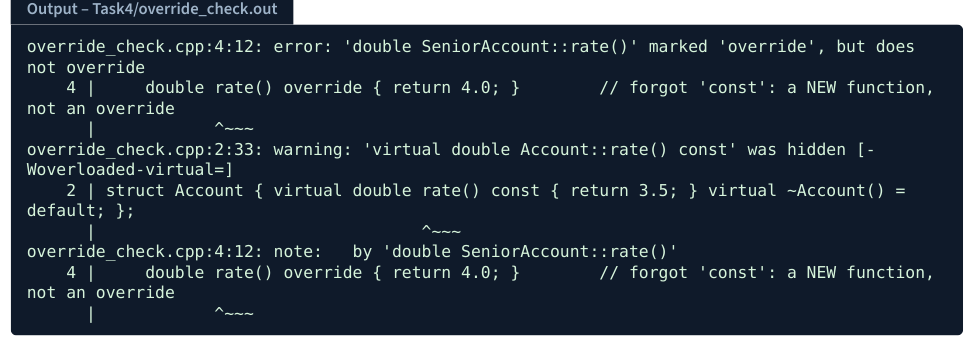 Output – Task4/override_check.out
override_check.cpp:4:12: error: 'double SeniorAccount::rate()' marked 'override', but does
not override
    4 |     double rate() override { return 4.0; }        // forgot 'const': a NEW function,
not an override
      |            ^~~~
override_check.cpp:2:33: warning: 'virtual double Account::rate() const' was hidden [-
Woverloaded-virtual=]
    2 | struct Account { virtual double rate() const { return 3.5; } virtual ~Account() =
default; };
      |                                 ^~~~
override_check.cpp:4:12: note:   by 'double SeniorAccount::rate()'
    4 |     double rate() override { return 4.0; }        // forgot 'const': a NEW function,
not an override
      |            ^~~~